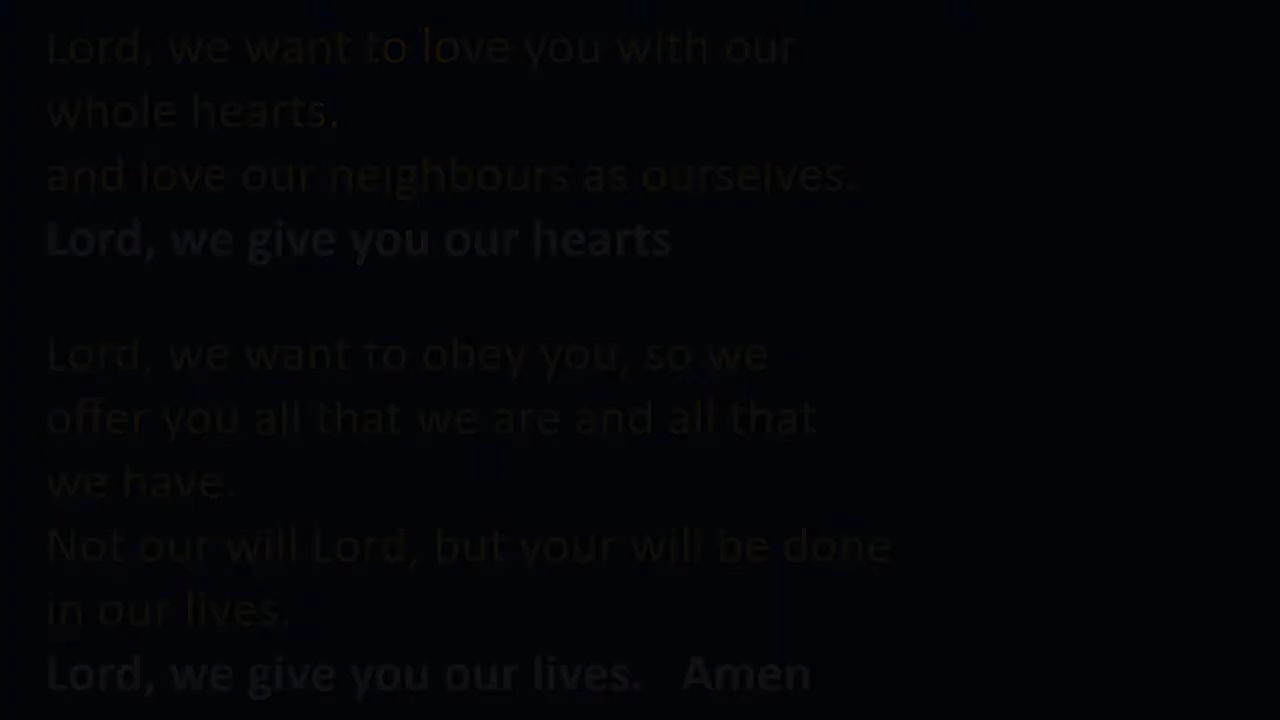 Lord, we want to love you with our
whole hearts.
and love our neighbours as ourselves.
Lord, we give you our hearts
Lord, we want to obey you, so we
offer you all that we are and all that
we have.
Not our will Lord, but your will be done
in our lives.
Lord, we give you our lives.   Amen